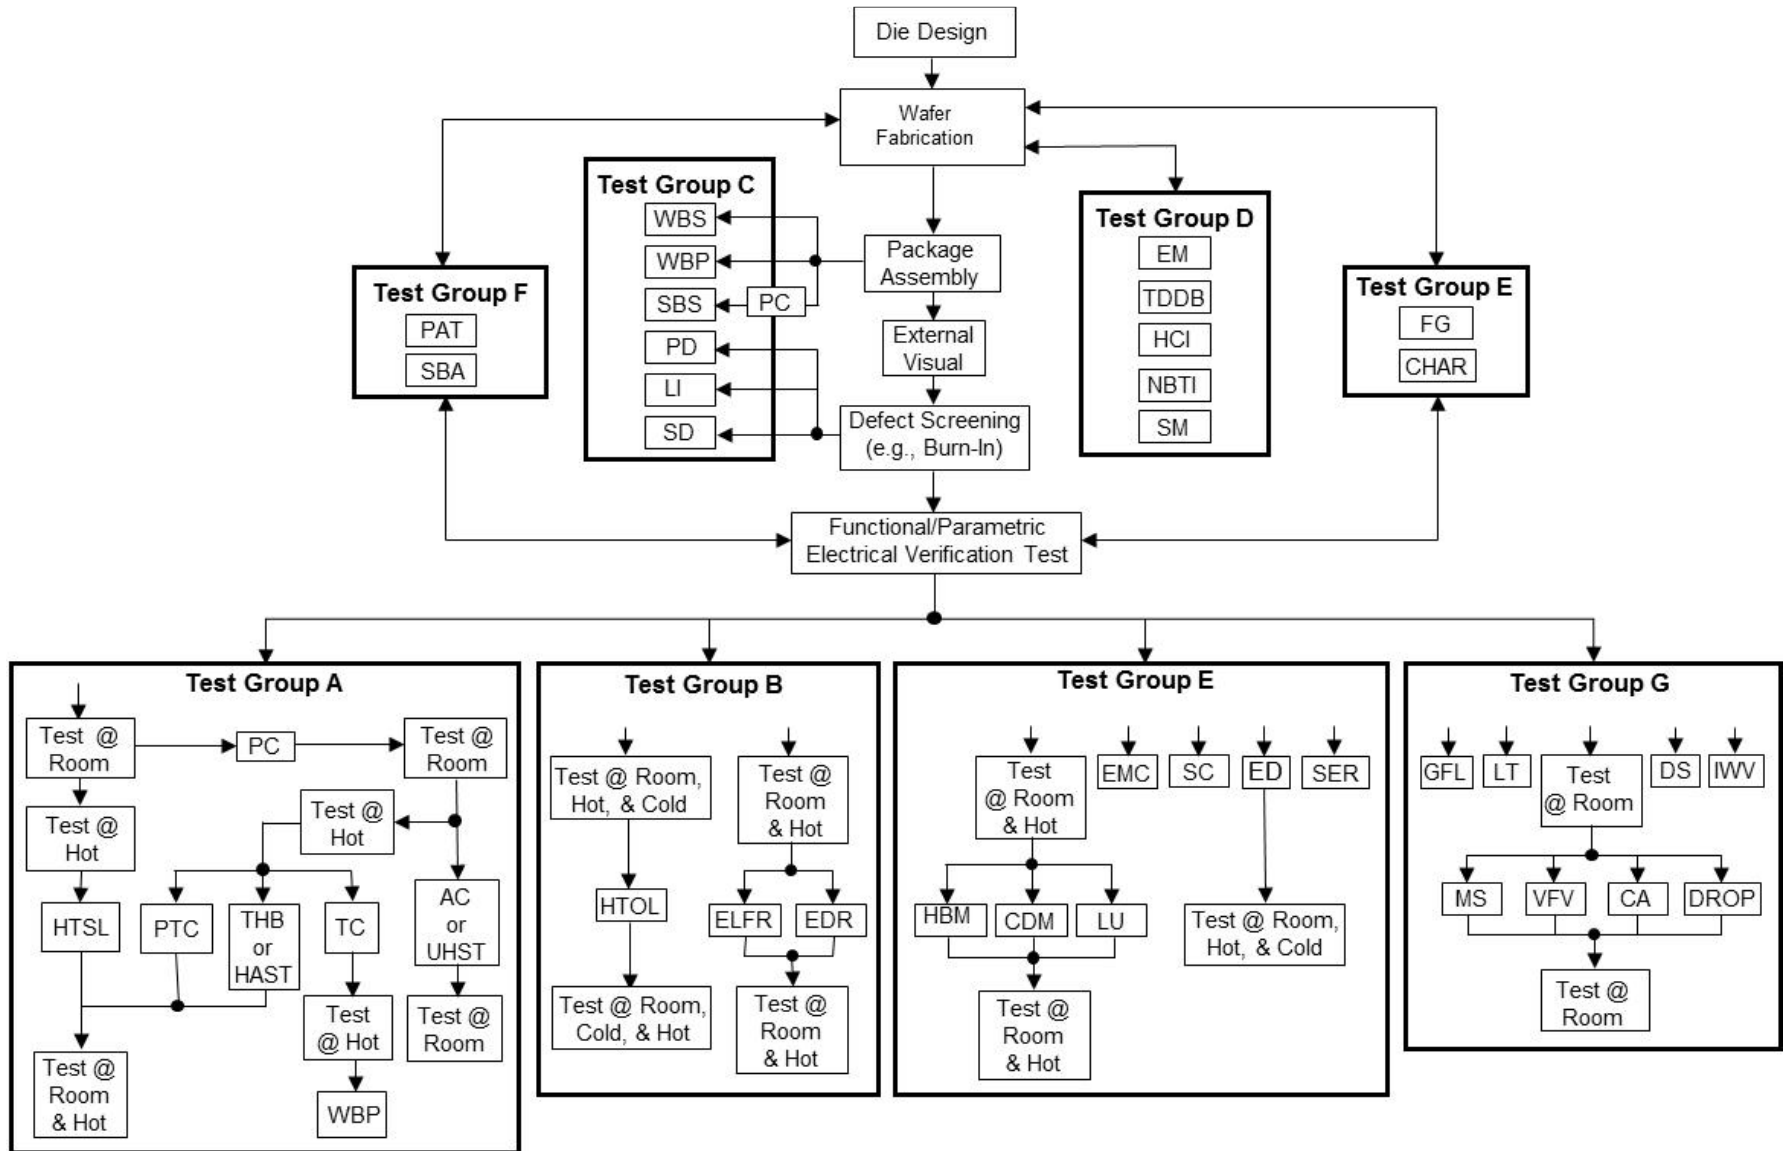 Die Design
Wafer
Fabrication
Test Group C
WBS
WBP
SBS
PC
PD
LI
SD
Package
Assembly
External
Visual
Defect Screening
(e.g., Burn-In)
Test Group D
EM
TDDB
HCI
NBTI
SM
Test Group F
PAT
SBA
Test Group E
FG
CHAR
Functional/Parametric
Electrical Verification Test
Test Group A
Test @
Room
PC
Test @
Room
Test @
Hot
Test @
Hot
HTSL
PTC
THB
or
HAST
TC
AC
or
UHST
Test
@ Hot
Test @
Room
Test @
Room
& Hot
WBP
Test Group B
Test @ Room,
Hot, & Cold
Test @
Room
& Hot
HTOL
ELFR
EDR
Test @ Room,
Cold, & Hot
Test @
Room
& Hot
Test Group E
Test
@ Room
& Hot
EMC
SC
ED
SER
HBM
CDM
LU
Test @ Room,
Hot, & Cold
Test @
Room
& Hot
Test Group G
GFL
LT
Test
@ Room
DS
IWV
MS
VFV
CA
DROP
Test @
Room